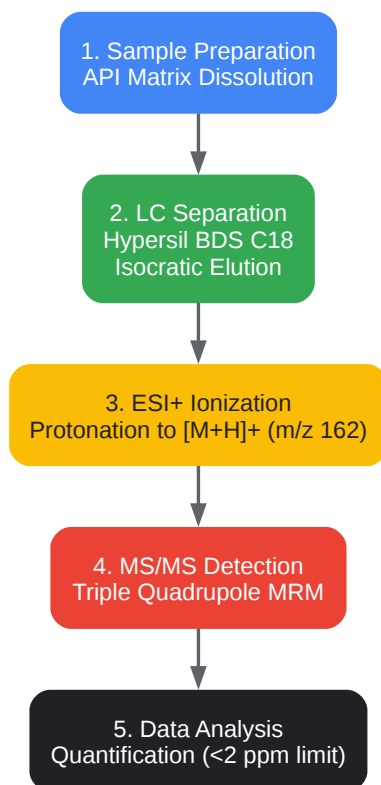 1. Sample Preparation
API Matrix Dissolution
2. LC Separation
Hypersil BDS C18
Isocratic Elution
3. ESI+ Ionization
Protonation to [M+H]+ (m/z 162)
4. MS/MS Detection
Triple Quadrupole MRM
5. Data Analysis
Quantification (<2 ppm limit)